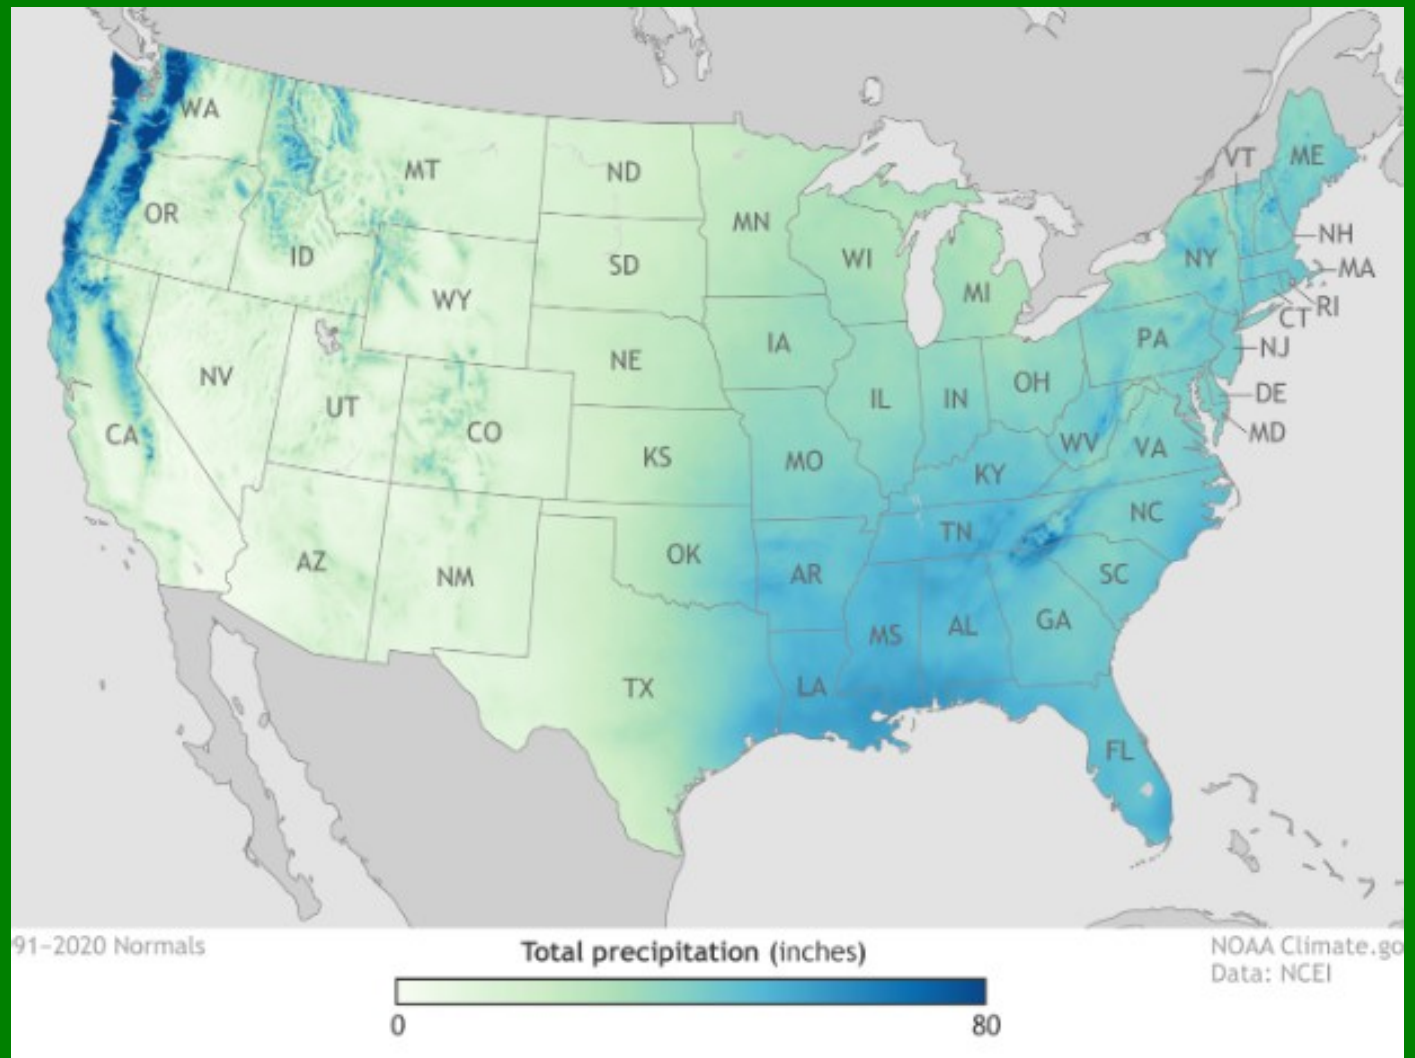 WA
MT
ND
MN
VT
ME
OR
ID
SD
WI
MI
NY
NH
MA
WY
RI
CT
IA
PA
NJ
NE
NV
UT
IL
IN
OH
DE
CA
CO
KS
MO
WV
VA
MD
KY
AZ
NM
OK
AR
TN
NC
SC
TX
MS
AL
GA
LA
FL
91–2020 Normals
Total precipitation (inches)
0
80
NOAA Climate.go
Data: NCEI